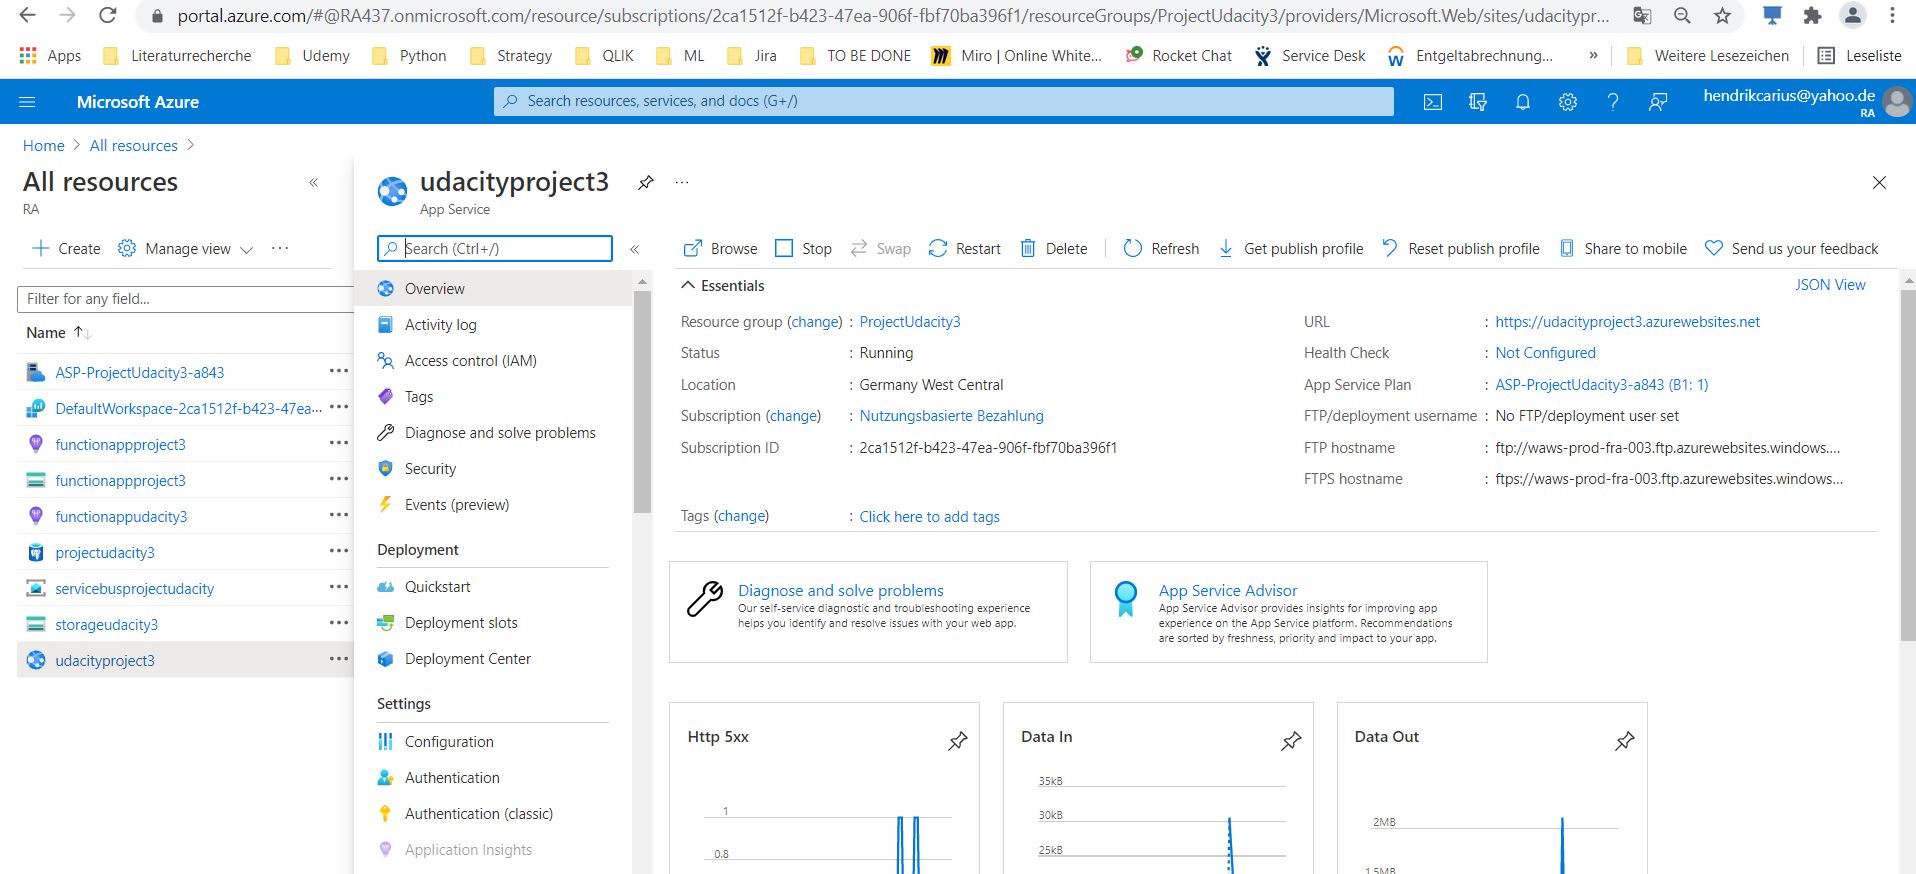 portal.azure.com/#@RA437.onmicrosoft.com/resource/subscriptions/2ca1512f-b423-47ea-906f-fbf70ba396f1/resourceGroups/ProjectUdacity3/providers/Microsoft.Web/sites/udacitypr...
Apps Literaturrecherche Udemy Python Strategy QLIK ML Jira TO BE DONE Miro | Online White... Rocket Chat Service Desk Entgeltabrechnung... » Weitere Lesezeichen Leseliste
Microsoft Azure
Search resources, services, and docs (G+/)
hendrikcarius@yahoo.de
RA
Home > All resources >
All resources
RA
Create Manage view ...
Filter for any field...
Name
ASP-ProjectUdacity3-a843
DefaultWorkspace-2ca1512f-b423-47ea...
functionappproject3
functionappproject3
functionappudacity3
projectudacity3
servicebusprojectudacity
storageudacity3
udacityproject3
udacityproject3
App Service
Search (Ctrl+/)
Overview
Activity log
Access control (IAM)
Tags
Diagnose and solve problems
Security
Events (preview)
Deployment
Quickstart
Deployment slots
Deployment Center
Settings
Configuration
Authentication
Authentication (classic)
Application Insights
Browse Stop Swap Restart Delete Refresh Get publish profile Reset publish profile Share to mobile Send us your feedback
Essentials
JSON View
Resource group (change) : ProjectUdacity3
Status : Running
Location : Germany West Central
Subscription (change) : Nutzungsbasierte Bezahlung
Subscription ID : 2ca1512f-b423-47ea-906f-fbf70ba396f1
URL : https://udacityproject3.azurewebsites.net
Health Check : Not Configured
App Service Plan : ASP-ProjectUdacity3-a843 (B1: 1)
FTP/deployment username : No FTP/deployment user set
FTP hostname : ftp://waws-prod-fra-003.ftp.azurewebsites.windows....
FTPS hostname : ftps://waws-prod-fra-003.ftp.azurewebsites.windows...
Tags (change) : Click here to add tags
Diagnose and solve problems
Our self-service diagnostic and troubleshooting experience
helps you identify and resolve issues with your web app.
App Service Advisor
App Service Advisor provides insights for improving app
experience on the App Service platform. Recommendations
are sorted by freshness, priority and impact to your app.
Http 5xx
1
0.8
Data In
35kB
30kB
25kB
Data Out
2MB
1.5MB